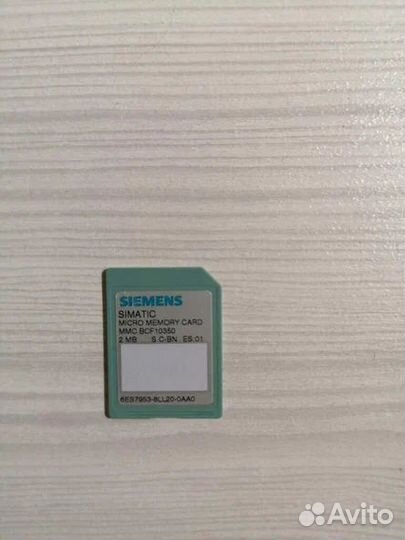 SIEMENS
SIMATIC
MICRO MEMORY CARD
MMC BCF10350
2 MB S C-BN ES:01
6ES7953-8LL20-0AA0
Avito